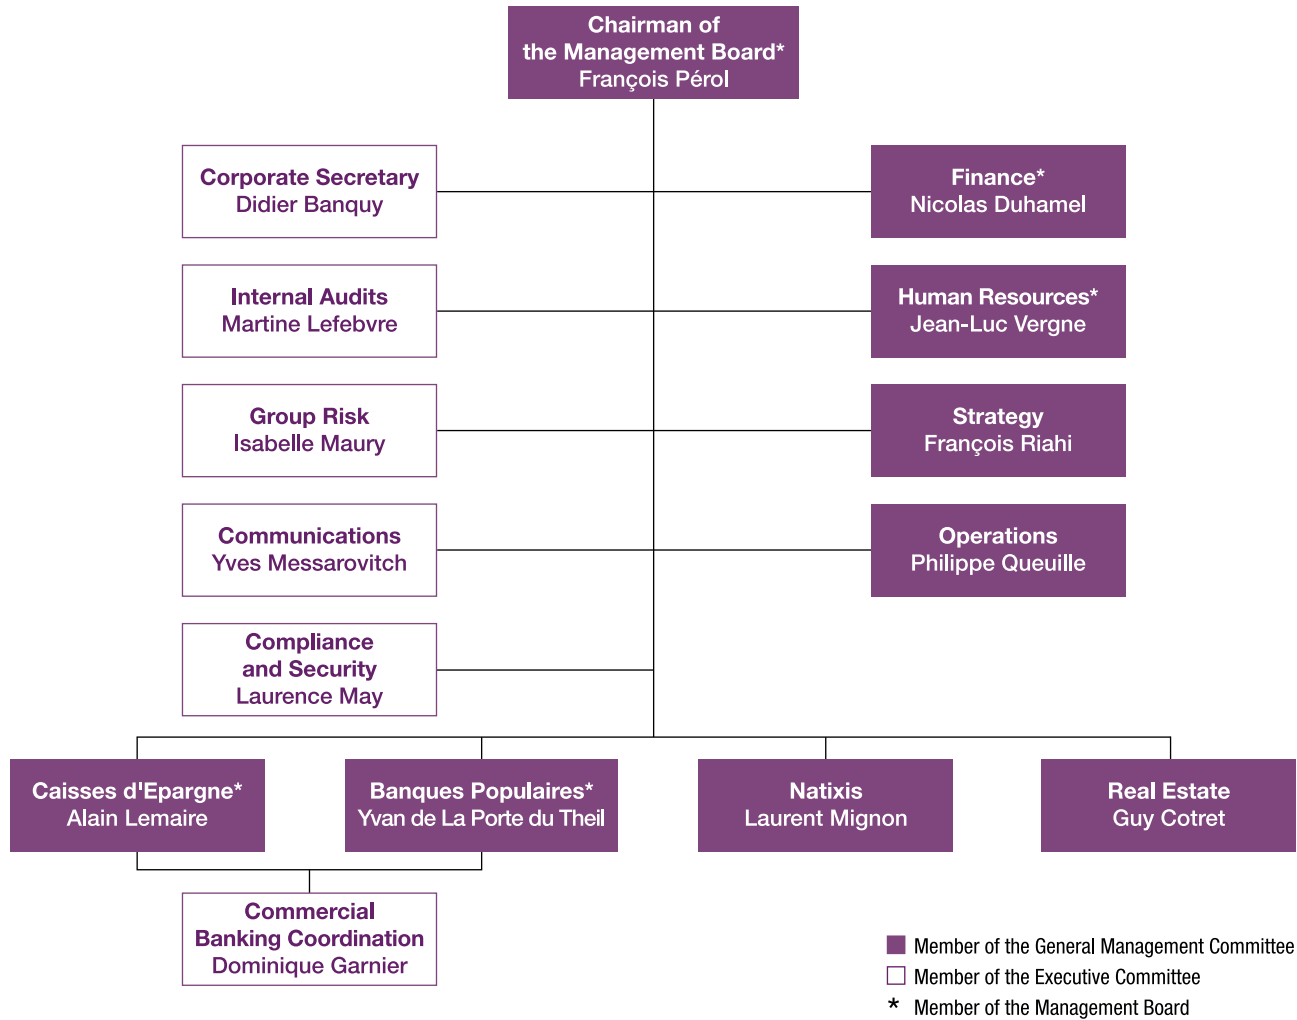 Chairman of
the Management Board*
François Pérol
Corporate Secretary
Didier Banquy
Finance*
Nicolas Duhamel
Internal Audits
Martine Lefebvre
Human Resources*
Jean-Luc Vergne
Group Risk
Isabelle Maury
Strategy
François Riahi
Communications
Yves Messarovitch
Operations
Philippe Queuille
Compliance
and Security
Laurence May
Caisses d'Epargne*
Alain Lemaire
Banques Populaires*
Yvan de La Porte du Theil
Natixis
Laurent Mignon
Real Estate
Guy Cotret
Commercial
Banking Coordination
Dominique Garnier
Member of the General Management Committee
Member of the Executive Committee
* Member of the Management Board